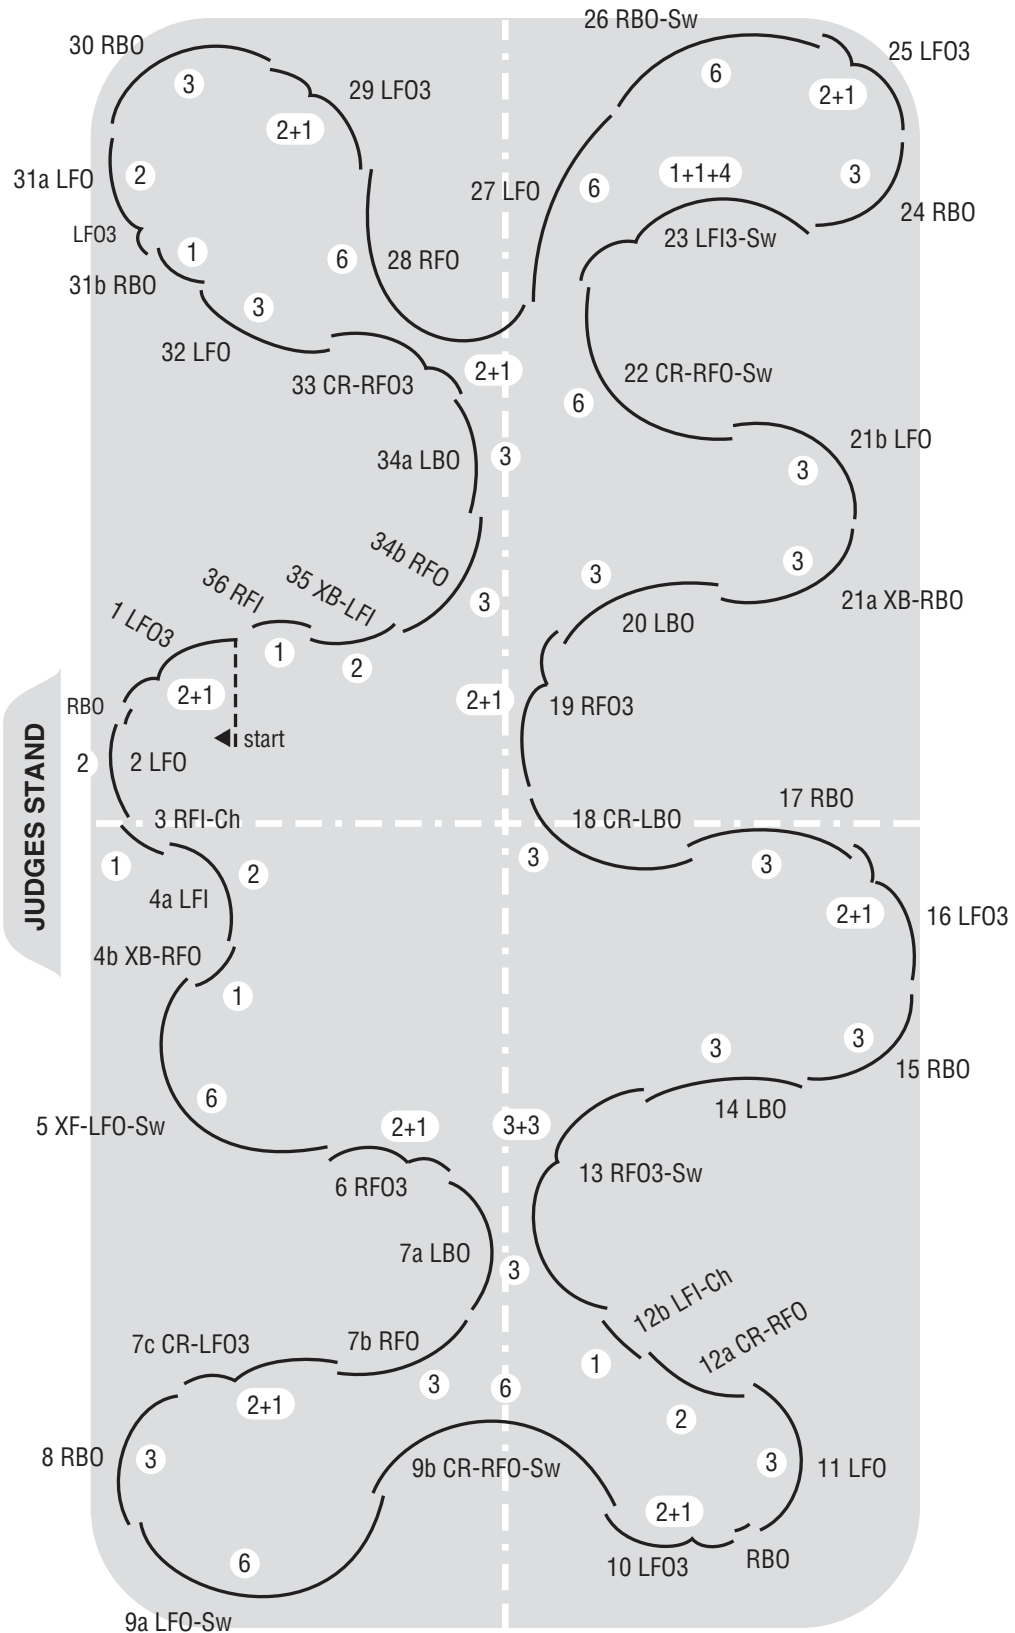 26 RBO-Sw
30 RBO
25 LFO3
3
6
29 LFO3
2+1
2+1
31a LFO
2
27 LFO
6
1+1+4
3
24 RBO
LFO3
1
23 LFI3-Sw
31b RBO
6
28 RFO
3
32 LFO
33 CR-RFO3
2+1
22 CR-RFO-Sw
6
34a LBO
3
21b LFO
3
34b RFO
3
3
36 RFI
35 XB-LFI
3
21a XB-RBO
1 LFO3
20 LBO
1
2
2+1
2+1
RBO
19 RFO3
start
2
2 LFO
JUDGES STAND
3 RFI-Ch
18 CR-LBO
17 RBO
1
2
3
3
4a LFI
2+1
16 LFO3
4b XB-RFO
1
3
3
15 RBO
6
14 LBO
5 XF-LFO-Sw
2+1
3+3
6 RFO3
13 RFO3-Sw
7a LBO
3
12b LFI-Ch
12a CR-RFO
7c CR-LFO3
7b RFO
1
3
6
2+1
2
8 RBO
3
9b CR-RFO-Sw
3
11 LFO
2+1
6
10 LFO3
RBO
9a LFO-Sw